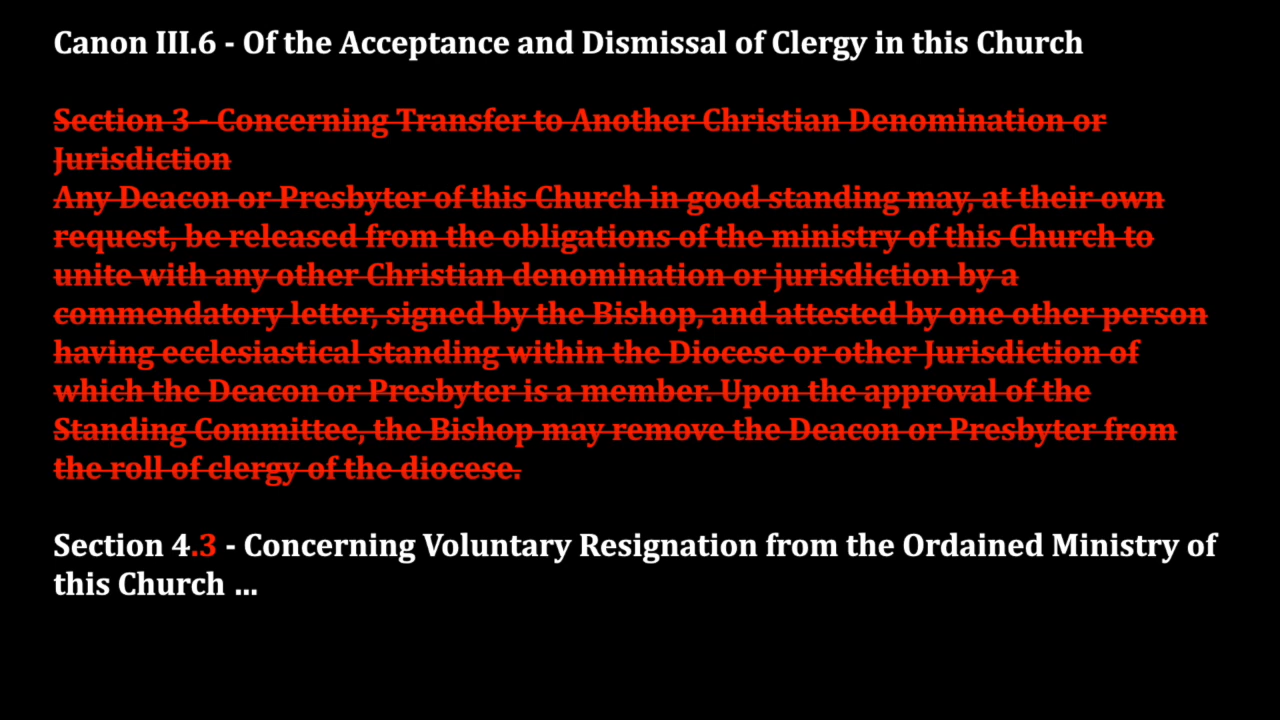 Canon III.6 - Of the Acceptance and Dismissal of Clergy in this Church
Section 3 - Concerning Transfer to Another Christian Denomination or
Jurisdiction
Any Deacon or Presbyter of this Church in good standing may, at their own
request, be released from the obligations of the ministry of this Church to
unite with any other Christian denomination or jurisdiction by a
commendatory letter, signed by the Bishop, and attested by one other person
having ecclesiastical standing within the Diocese or other Jurisdiction of
which the Deacon or Presbyter is a member. Upon the approval of the
Standing Committee, the Bishop may remove the Deacon or Presbyter from
the roll of clergy of the diocese.
Section 4.3 - Concerning Voluntary Resignation from the Ordained Ministry of
this Church ...